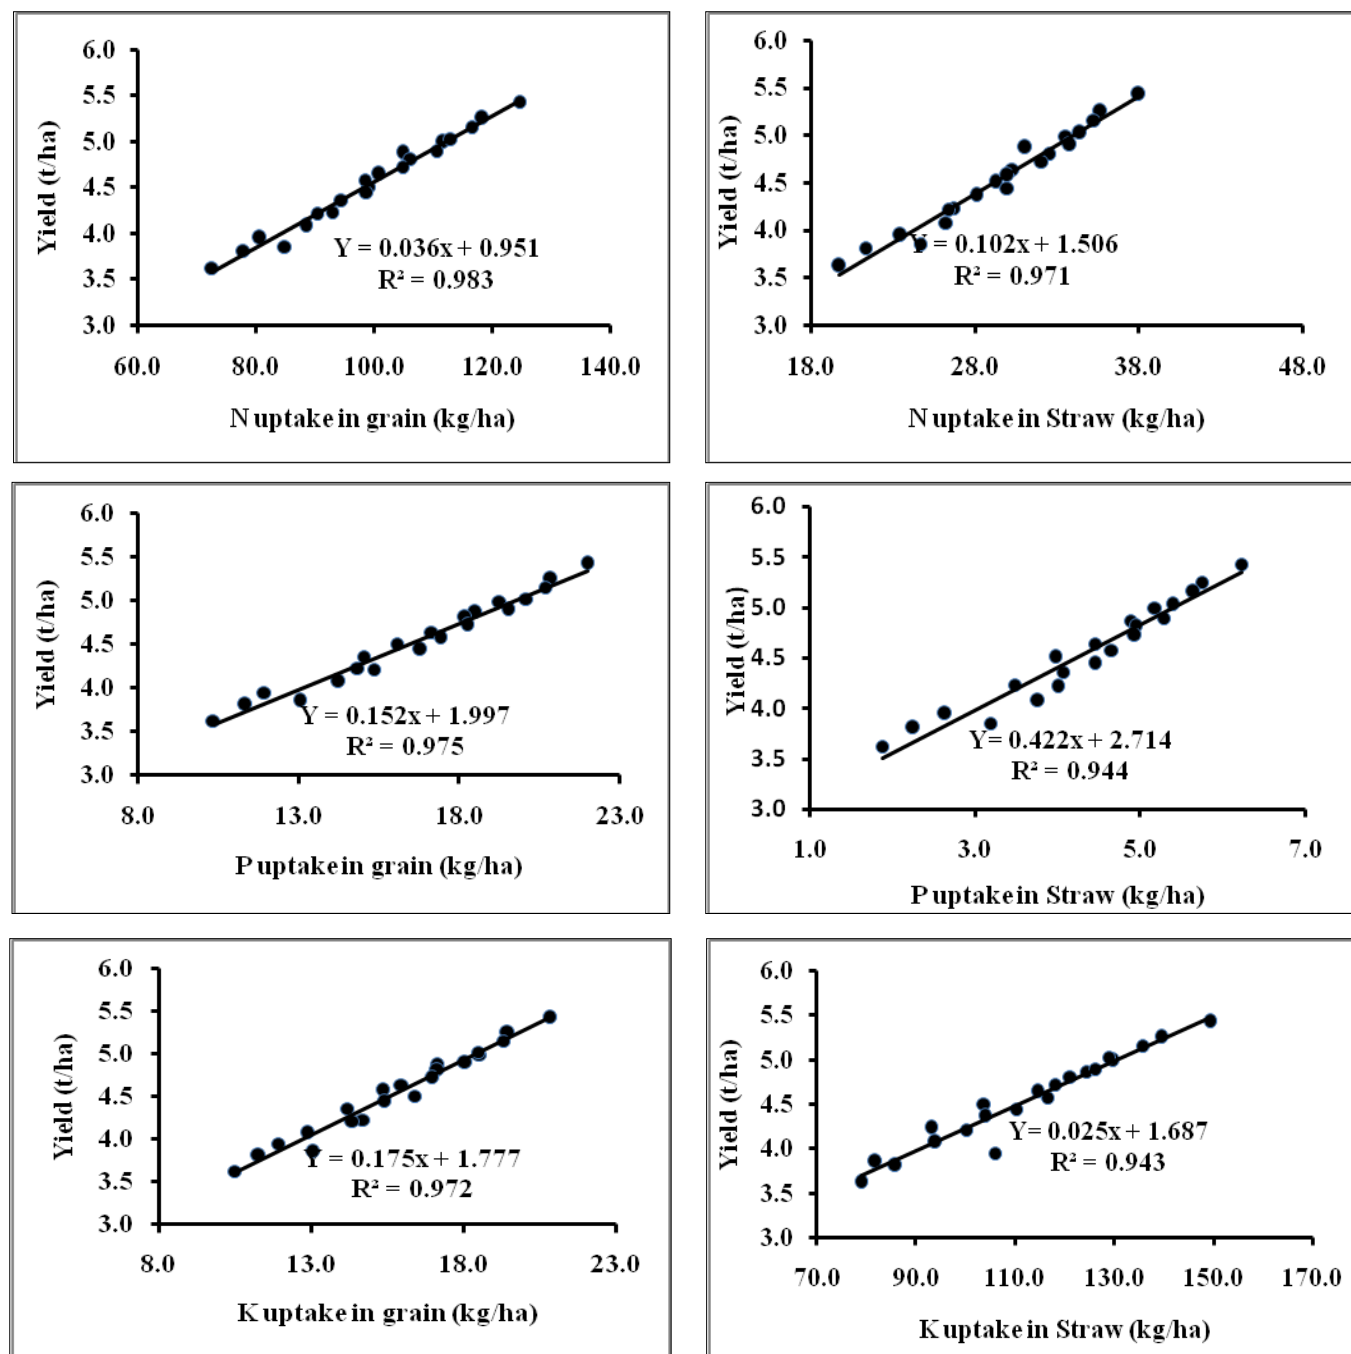 6.0
5.5
5.0
4.5
4.0
3.5
3.0
Yield (t/ha)
Y = 0.036x + 0.951
R² = 0.983
60.0 80.0 100.0 120.0 140.0
N uptake in grain (kg/ha)
6.0
5.5
5.0
4.5
4.0
3.5
3.0
Yield (t/ha)
Y = 0.102x + 1.506
R² = 0.971
18.0 28.0 38.0 48.0
N uptake in Straw (kg/ha)
6.0
5.5
5.0
4.5
4.0
3.5
3.0
Yield (t/ha)
Y = 0.152x + 1.997
R² = 0.975
8.0 13.0 18.0 23.0
P uptake in grain (kg/ha)
6.0
5.5
5.0
4.5
4.0
3.5
3.0
Yield (t/ha)
Y= 0.422x + 2.714
R² = 0.944
1.0 3.0 5.0 7.0
P uptake in Straw (kg/ha)
6.0
5.5
5.0
4.5
4.0
3.5
3.0
Yield (t/ha)
Y = 0.175x + 1.777
R² = 0.972
8.0 13.0 18.0 23.0
K uptake in grain (kg/ha)
6.0
5.5
5.0
4.5
4.0
3.5
3.0
Yield (t/ha)
Y= 0.025x + 1.687
R² = 0.943
70.0 90.0 110.0 130.0 150.0 170.0
K uptake in Straw (kg/ha)